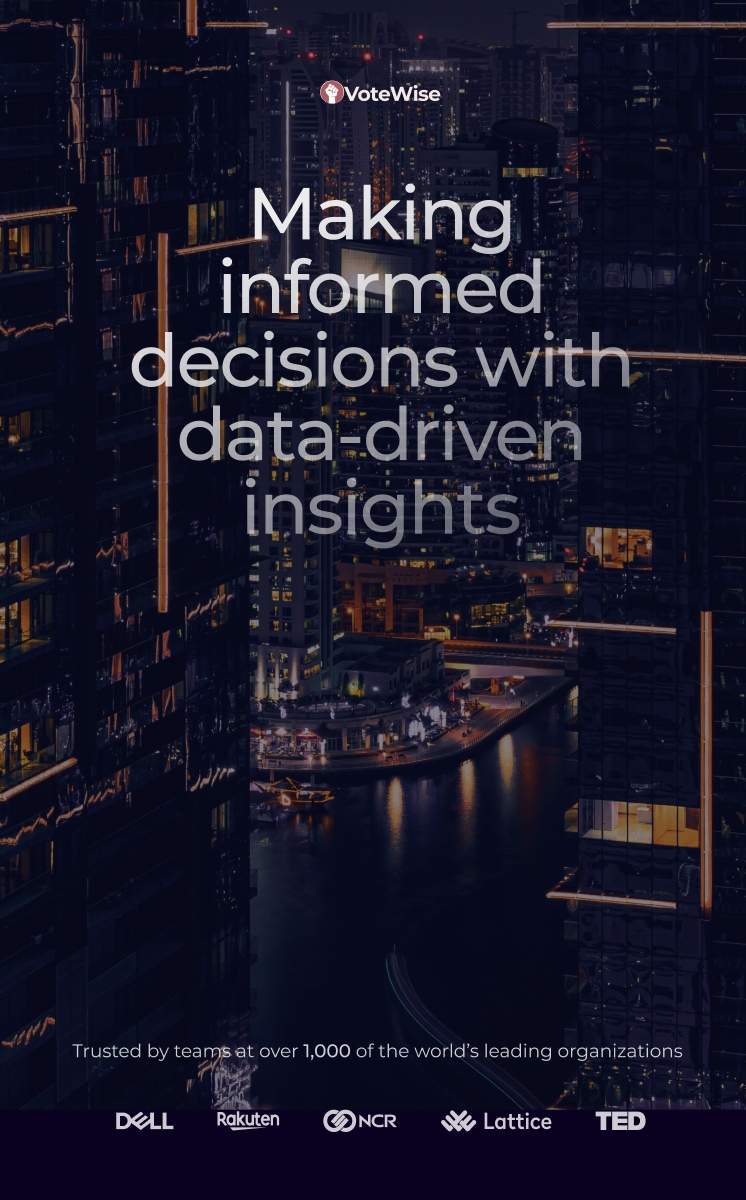 VoteWise
Making
informed
decisions with
data-driven
insights
Trusted by teams at over 1,000 of the world’s leading organizations
DELL Rakuten NCR Lattice TED